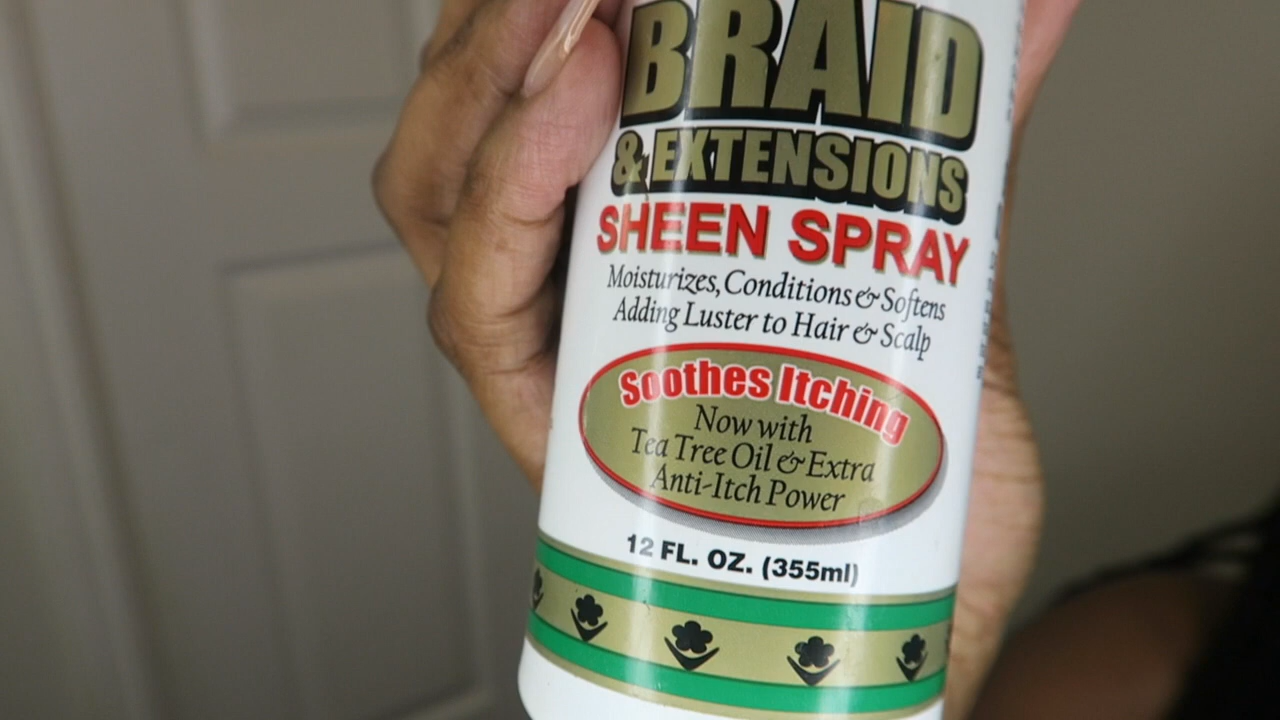 BRAID
& EXTENSIONS
SHEEN SPRAY
Moisturizes, Conditions & Softens
Adding Luster to Hair & Scalp
Soothes Itching
Now with
Tea Tree Oil & Extra
Anti-Itch Power
12 FL. OZ. (355ml)